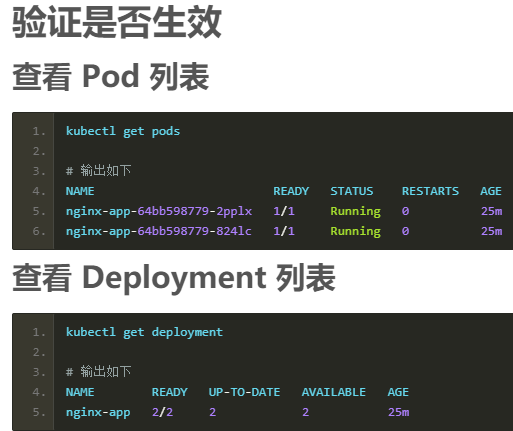 验证是否生效
查看 Pod 列表
1. kubectl get pods
2.
3. # 输出如下
4. NAME                         READY   STATUS    RESTARTS   AGE
5. nginx-app-64bb598779-2pplx   1/1     Running   0          25m
6. nginx-app-64bb598779-824lc   1/1     Running   0          25m
查看 Deployment 列表
1. kubectl get deployment
2.
3. # 输出如下
4. NAME        READY   UP-TO-DATE   AVAILABLE   AGE
5. nginx-app   2/2     2            2           25m